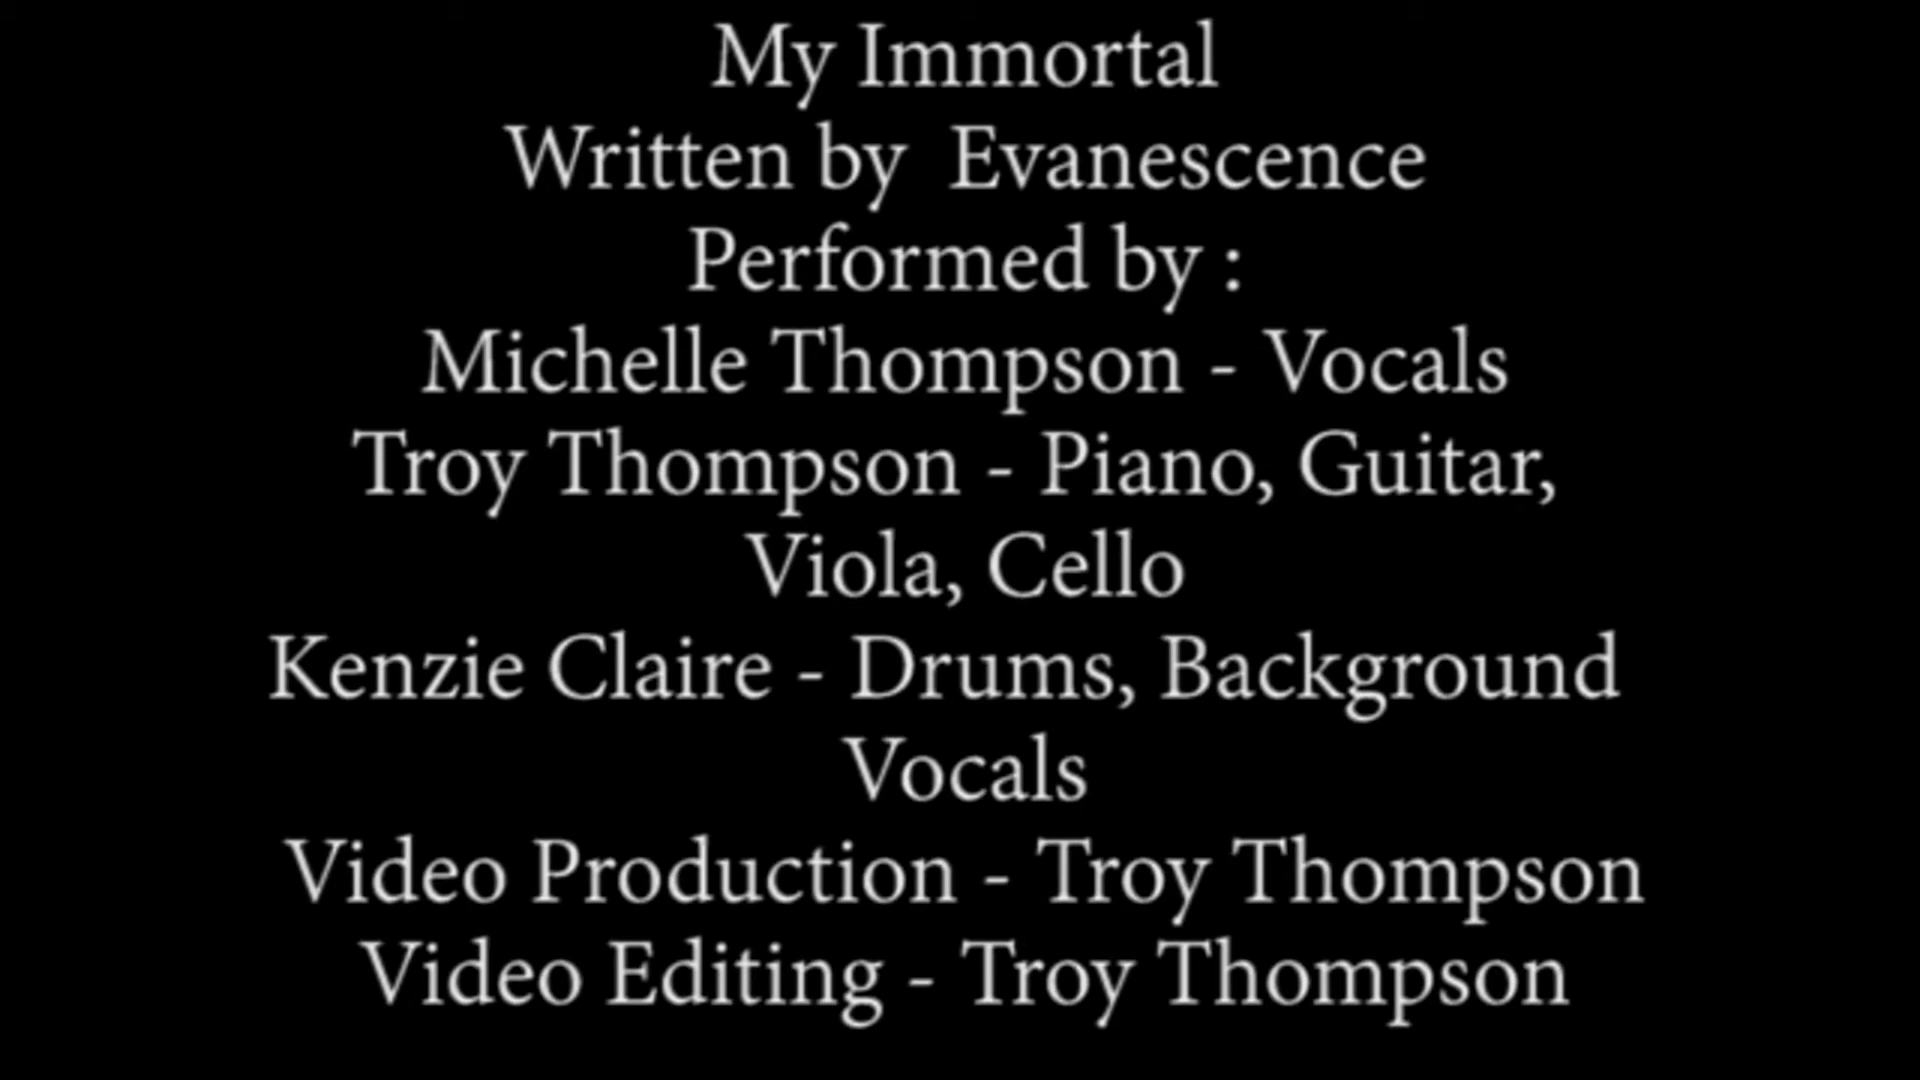 My Immortal
Written by  Evanescence
Performed by :
Michelle Thompson - Vocals
Troy Thompson - Piano, Guitar,
Viola, Cello
Kenzie Claire - Drums, Background
Vocals
Video Production - Troy Thompson
Video Editing - Troy Thompson